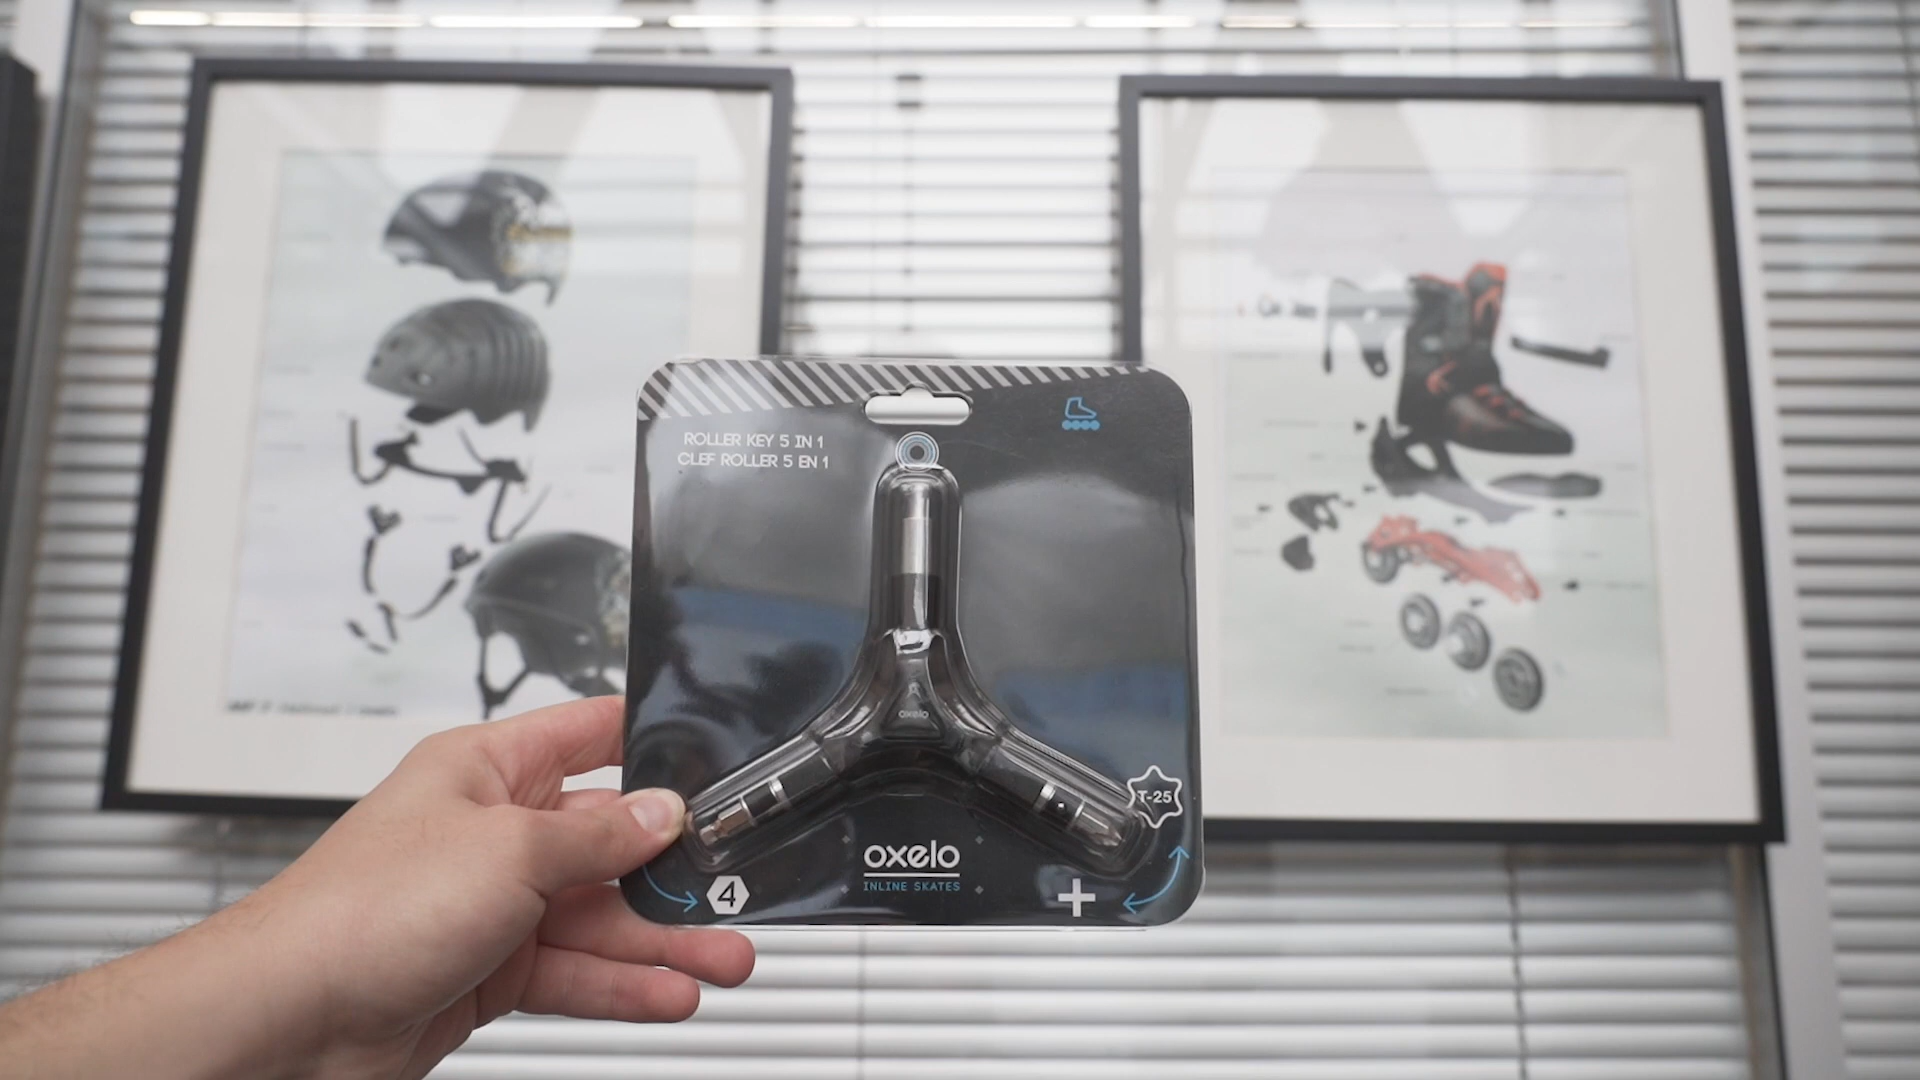 ROLLER KEY 5 IN 1
CLEF ROLLER 5 EN 1
oxelo
T-25
oxelo
INLINE SKATES
4